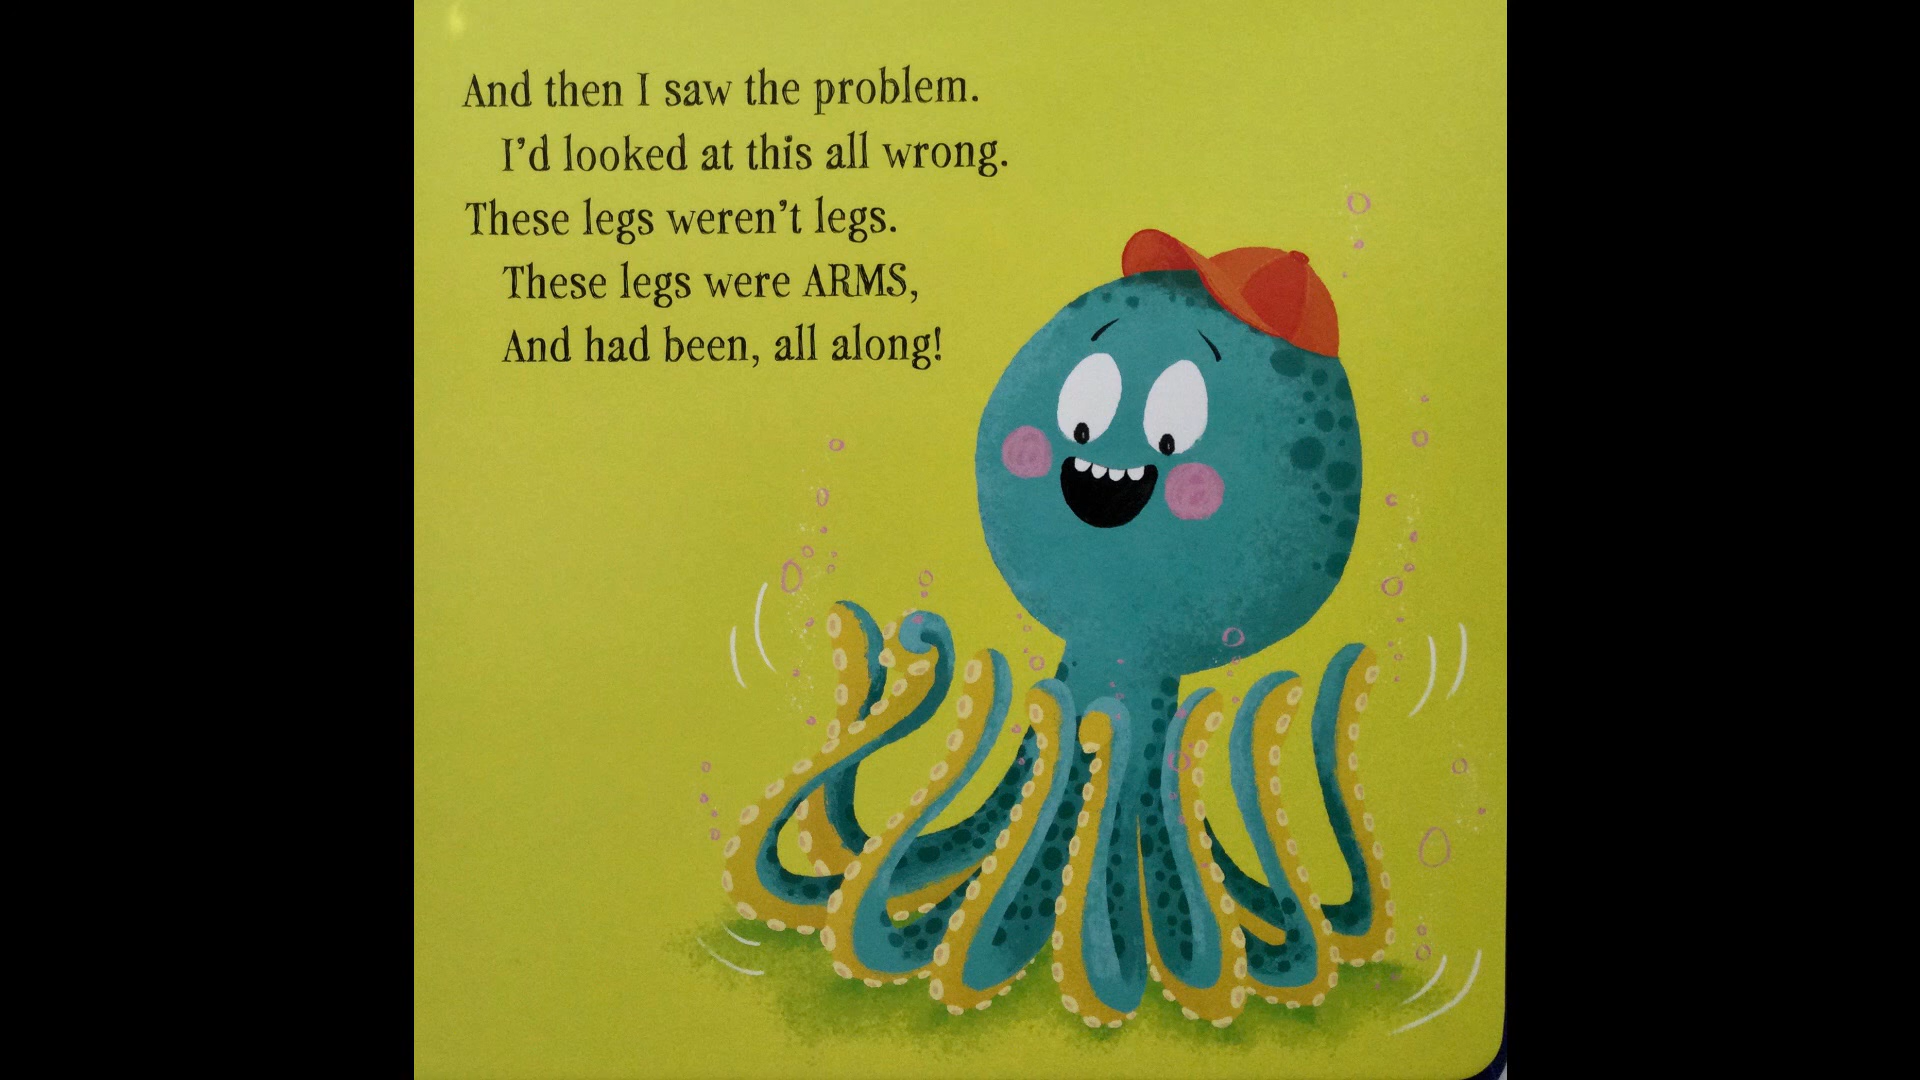 And then I saw the problem.
I'd looked at this all wrong.
These legs weren't legs.
These legs were ARMS,
And had been, all along!